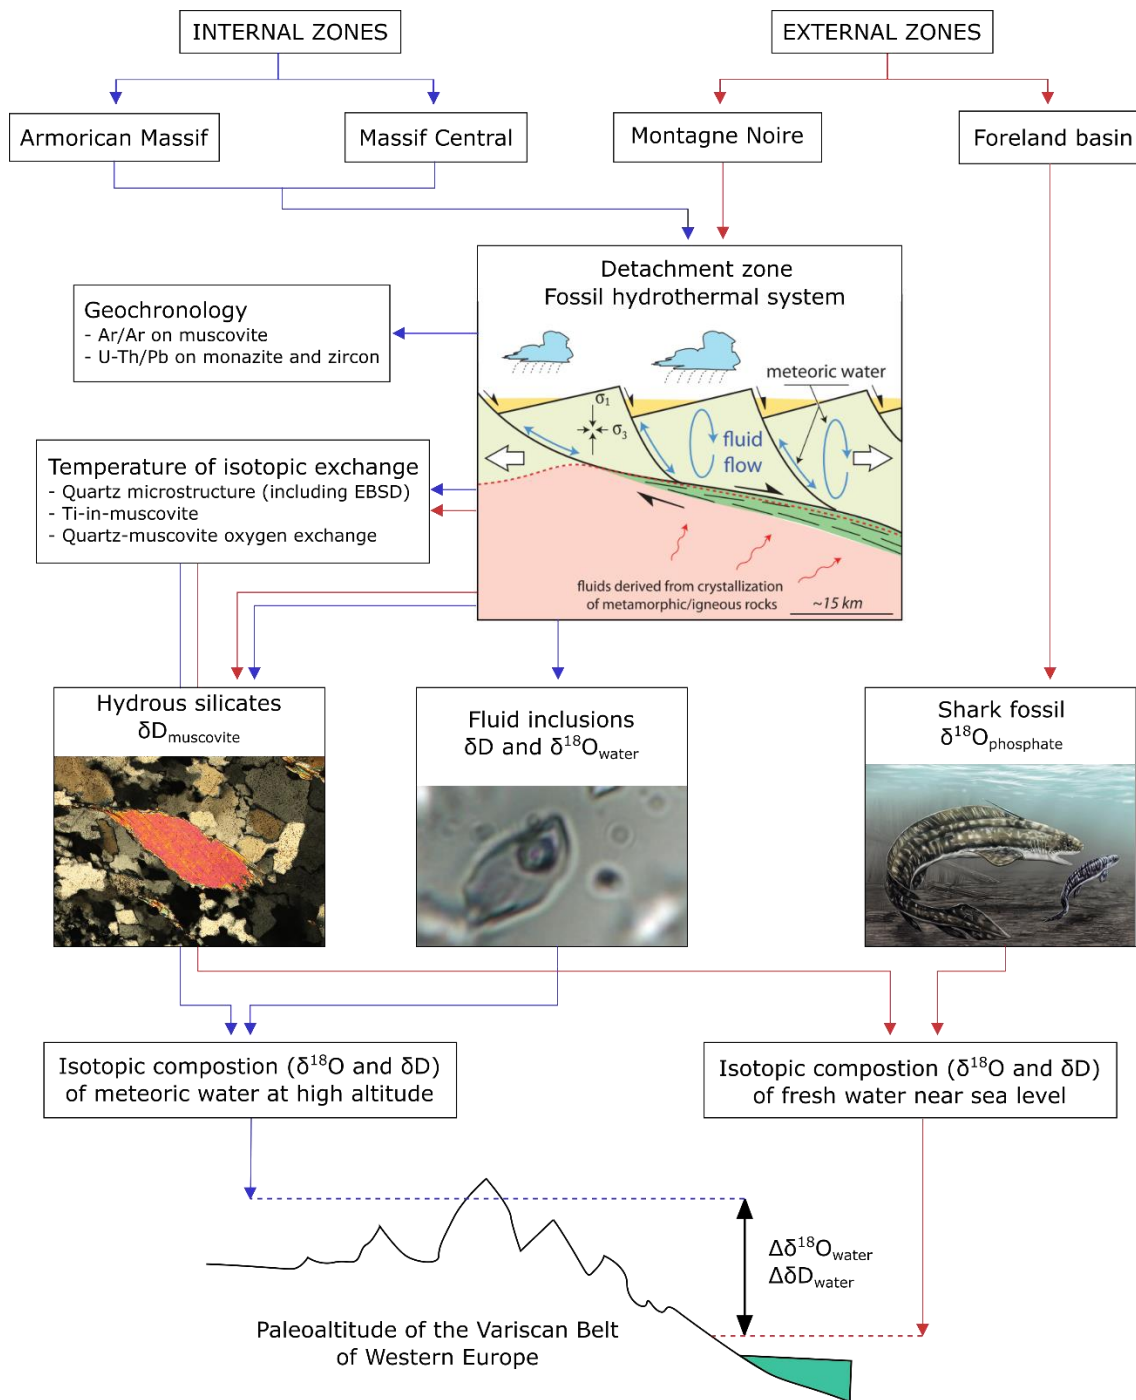 INTERNAL ZONES
EXTERNAL ZONES
Armorican Massif
Massif Central
Montagne Noire
Foreland basin
Detachment zone
Fossil hydrothermal system
Geochronology
- Ar/Ar on muscovite
- U-Th/Pb on monazite and zircon
meteoric water
σ1
σ3
fluid
flow
Temperature of isotopic exchange
- Quartz microstructure (including EBSD)
- Ti-in-muscovite
- Quartz-muscovite oxygen exchange
fluids derived from crystallization
of metamorphic/igneous rocks
~15 km
Hydrous silicates
δDmuscovite
Fluid inclusions
δD and δ¹⁸Owater
Shark fossil
δ¹⁸Ophosphate
Isotopic compostion (δ¹⁸O and δD)
of meteoric water at high altitude
Isotopic compostion (δ¹⁸O and δD)
of fresh water near sea level
Δδ¹⁸Owater
ΔδDwater
Paleoaltitude of the Variscan Belt
of Western Europe